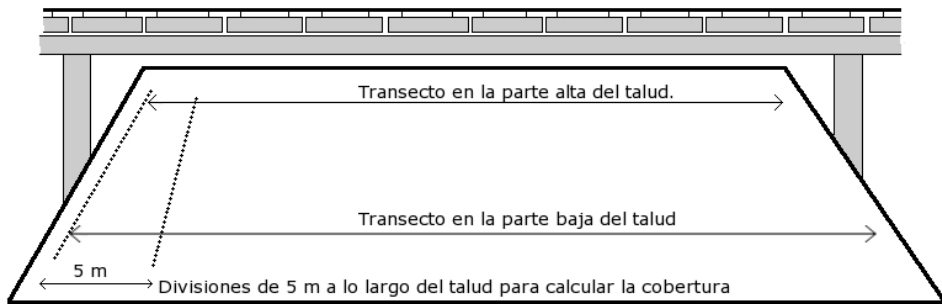 Transecto en la parte alta del talud.
Transecto en la parte baja del talud
5 m
Divisiones de 5 m a lo largo del talud para calcular la cobertura